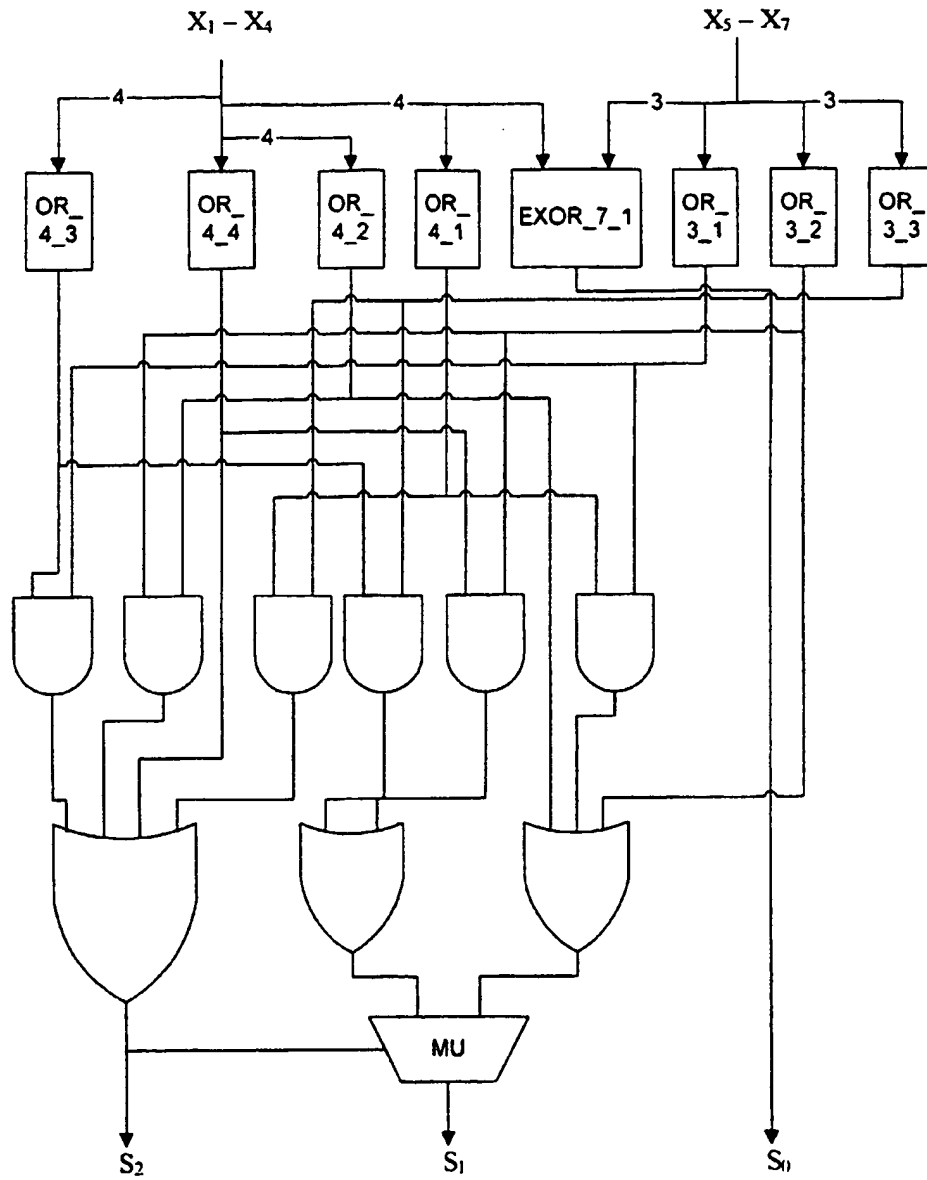 X₁ – X₄
X₅ – X₇
4
4
4
3
3
OR_
4_3
OR_
4_4
OR_
4_2
OR_
4_1
EXOR_7_1
OR_
3_1
OR_
3_2
OR_
3_3
MU
S₂
S₁
S₀